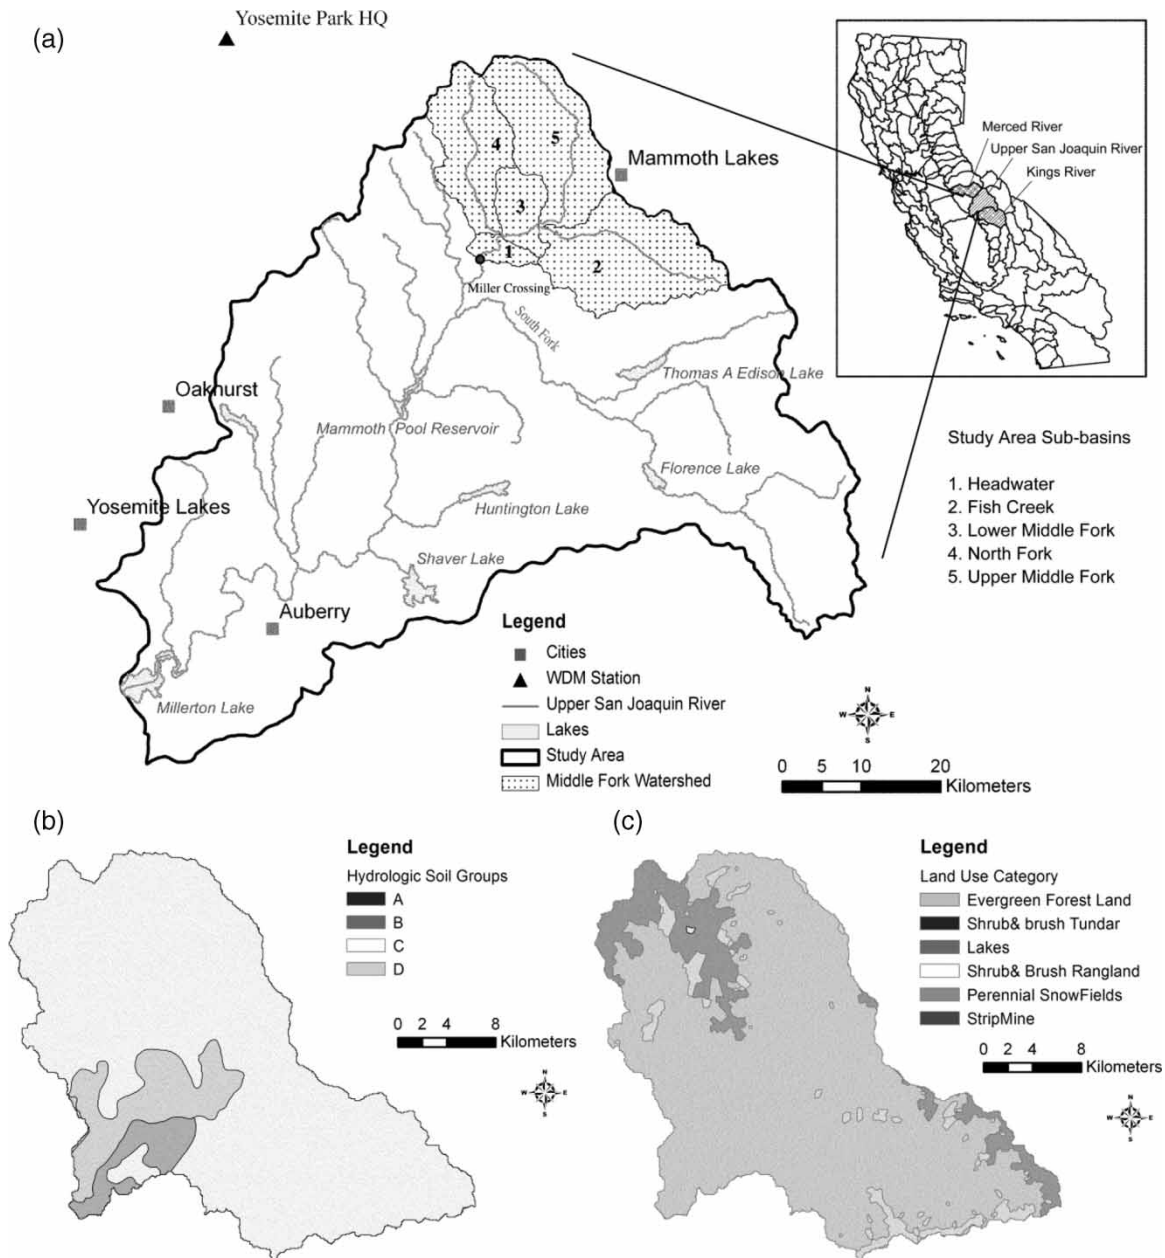 (a)
Yosemite Park HQ
Mammoth Lakes
4
5
3
1
2
Miller Crossing
South Fork
Thomas A Edison Lake
Oakhurst
Mammoth Pool Reservoir
Florence Lake
Yosemite Lakes
Huntington Lake
Shaver Lake
Auberry
Millerton Lake
Merced River
Upper San Joaquin River
Kings River
Study Area Sub-basins
1. Headwater
2. Fish Creek
3. Lower Middle Fork
4. North Fork
5. Upper Middle Fork
Legend
Cities
WDM Station
Upper San Joaquin River
Lakes
Study Area
Middle Fork Watershed
N
W E
S
0 5 10 20
Kilometers
(b)
Legend
Hydrologic Soil Groups
A
B
C
D
0 2 4 8
Kilometers
N
W E
S
(c)
Legend
Land Use Category
Evergreen Forest Land
Shrub& brush Tundar
Lakes
Shrub& Brush Rangland
Perennial SnowFields
StripMine
0 2 4 8
Kilometers
N
W E
S